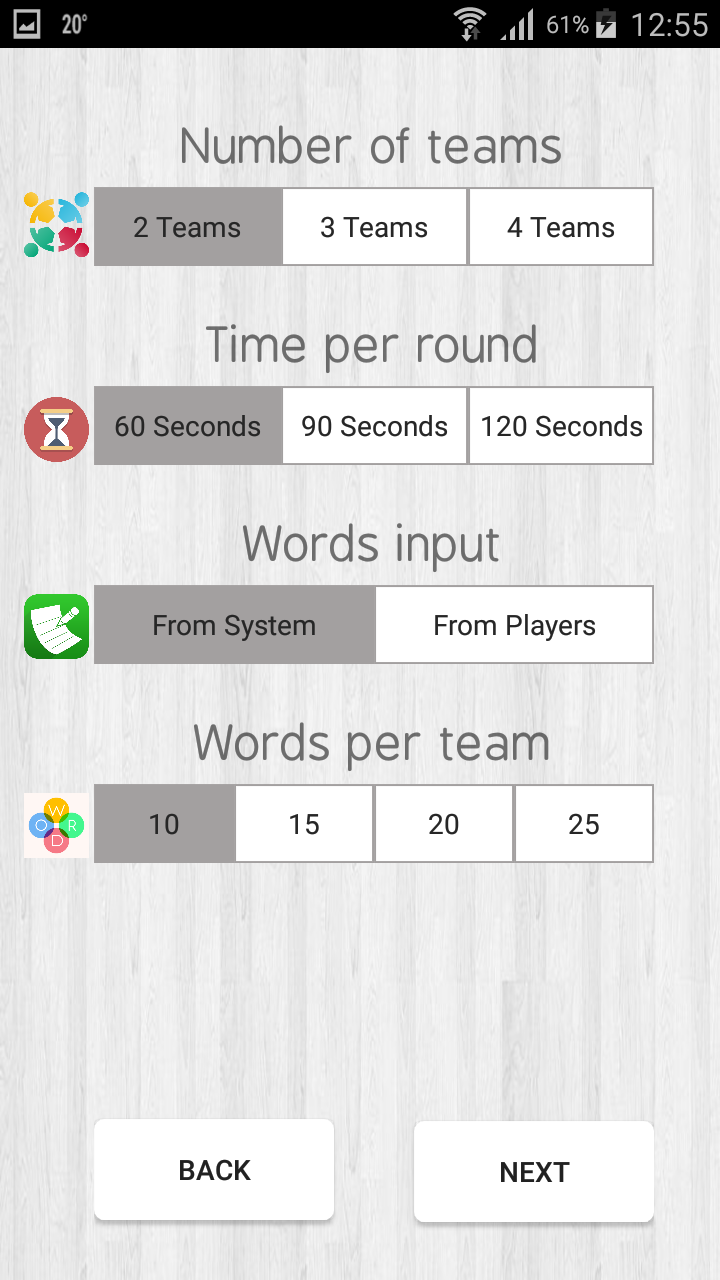 20° 61% 12:55
Number of teams
2 Teams 3 Teams 4 Teams
Time per round
60 Seconds 90 Seconds 120 Seconds
Words input
From System From Players
Words per team
W
O R
D
10 15 20 25
BACK NEXT